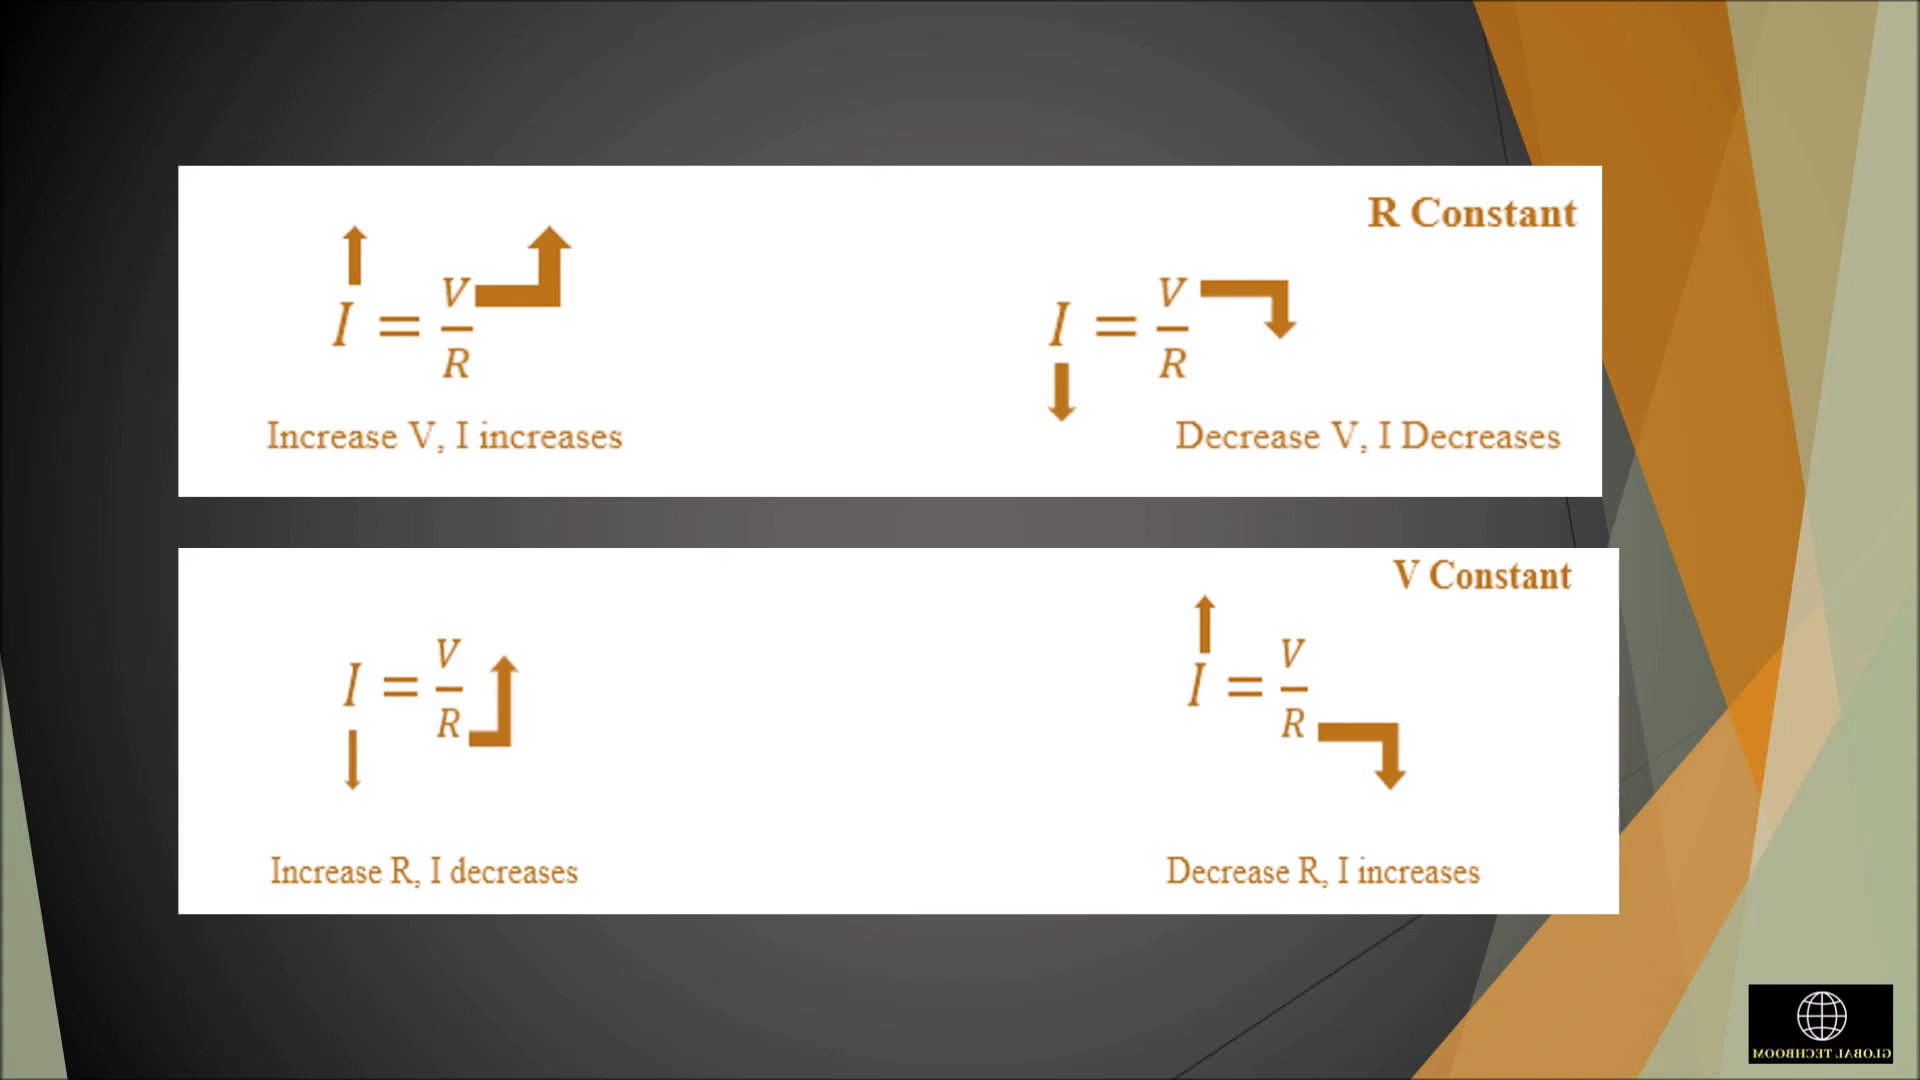 R Constant
I = V/R
I = V/R
Increase V, I increases
Decrease V, I Decreases
V Constant
I = V/R
I = V/R
Increase R, I decreases
Decrease R, I increases
GLOBAL TECHBOOM